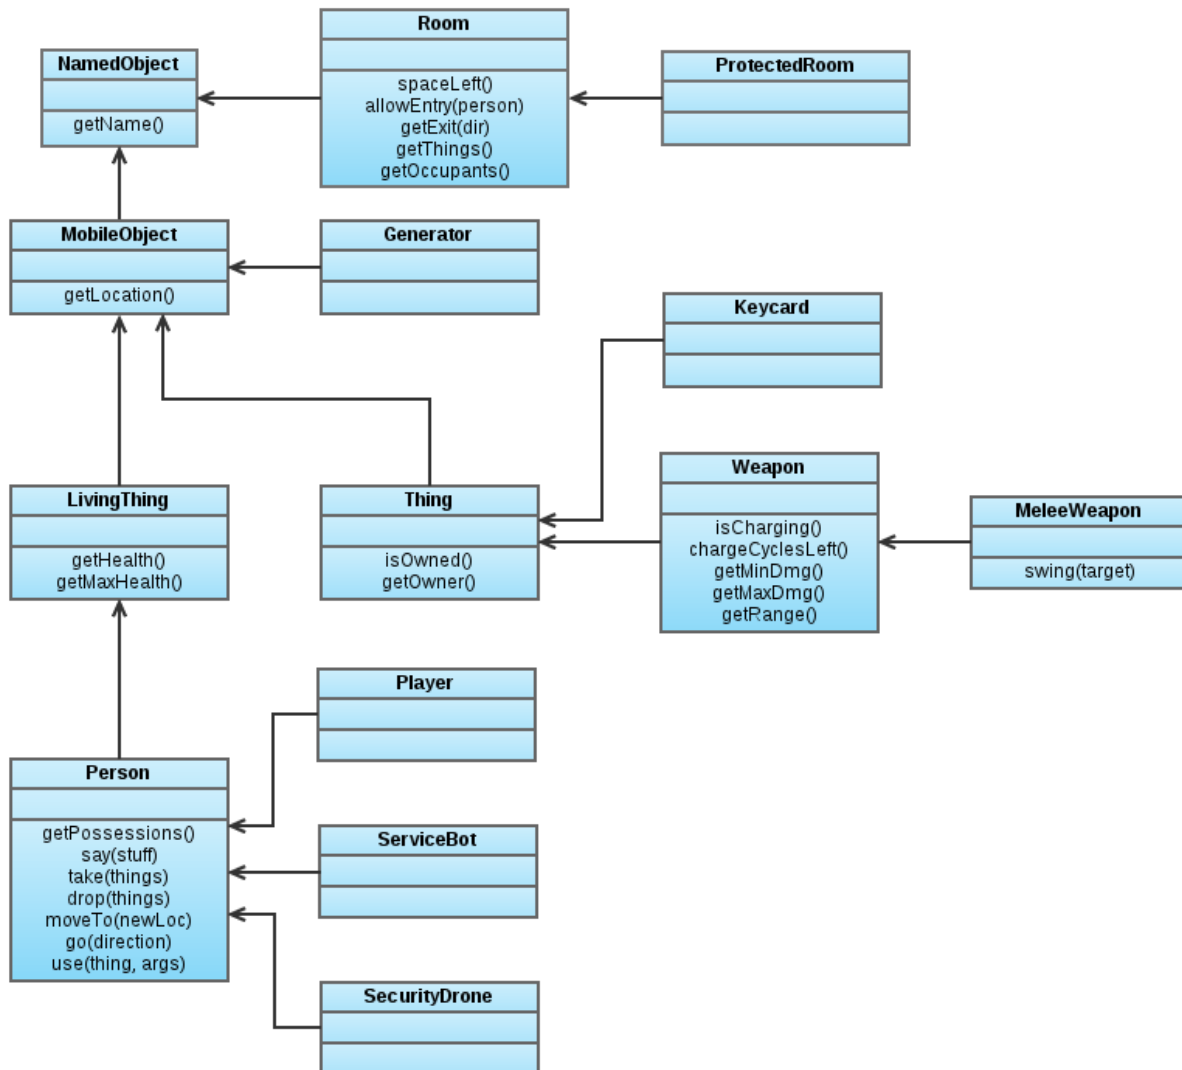 Room
spaceLeft()
allowEntry(person)
getExit(dir)
getThings()
getOccupants()
NamedObject
getName()
ProtectedRoom
MobileObject
getLocation()
Generator
Keycard
Weapon
isCharging()
chargeCyclesLeft()
getMinDmg()
getMaxDmg()
getRange()
LivingThing
getHealth()
getMaxHealth()
Thing
isOwned()
getOwner()
MeleeWeapon
swing(target)
Player
Person
getPossessions()
say(stuff)
take(things)
drop(things)
moveTo(newLoc)
go(direction)
use(thing, args)
ServiceBot
SecurityDrone